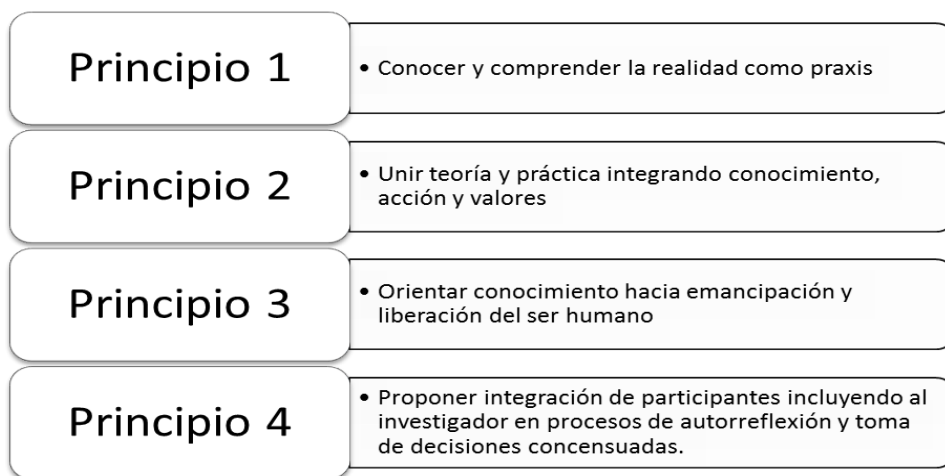 Principio 1
• Conocer y comprender la realidad como praxis
Principio 2
• Unir teoría y práctica integrando conocimiento,
acción y valores
Principio 3
• Orientar conocimiento hacia emancipación y
liberación del ser humano
Principio 4
• Proponer integración de participantes incluyendo al
investigador en procesos de autorreflexión y toma
de decisiones concensuadas.